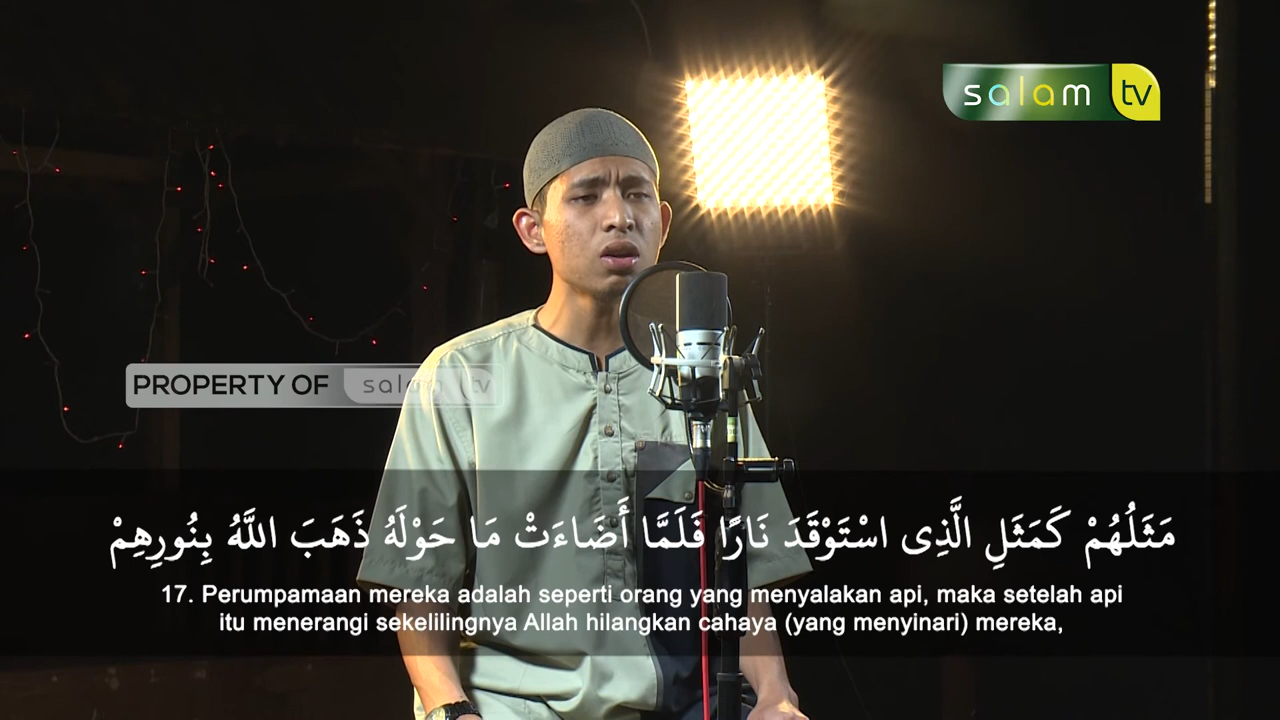 salam tv
PROPERTY OF salam tv
مَثَلُهُمْ كَمَثَلِ الَّذِى اسْتَوْقَدَ نَارًا فَلَمَّا أَضَاءَتْ مَا حَوْلَهُ ذَهَبَ اللَّهُ بِنُورِهِمْ
17. Perumpamaan mereka adalah seperti orang yang menyalakan api, maka setelah api
itu menerangi sekelilingnya Allah hilangkan cahaya (yang menyinari) mereka,